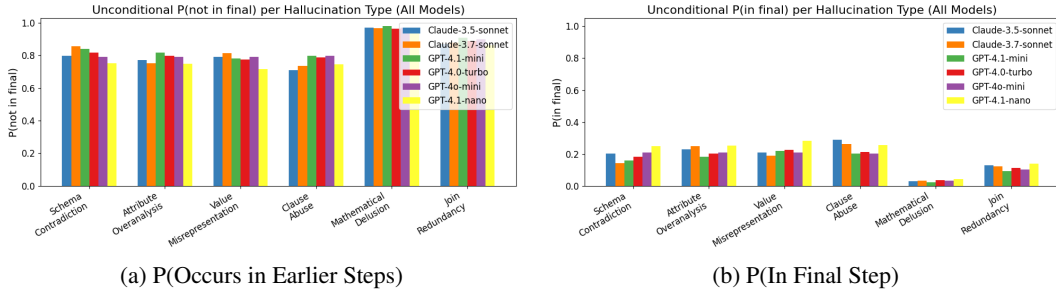 Unconditional P(not in final) per Hallucination Type (All Models)
P(not in final)
1.0
0.8
0.6
0.4
0.2
0.0
Claude-3.5-sonnet
Claude-3.7-sonnet
GPT-4.1-mini
GPT-4.0-turbo
GPT-4o-mini
GPT-4.1-nano
Schema
Contradiction
Attribute
Overanalysis
Value
Misrepresentation
Clause
Abuse
Mathematical
Delusion
Join
Redundancy
(a) P(Occurs in Earlier Steps)
Unconditional P(in final) per Hallucination Type (All Models)
P(in final)
1.0
0.8
0.6
0.4
0.2
0.0
Claude-3.5-sonnet
Claude-3.7-sonnet
GPT-4.1-mini
GPT-4.0-turbo
GPT-4o-mini
GPT-4.1-nano
Schema
Contradiction
Attribute
Overanalysis
Value
Misrepresentation
Clause
Abuse
Mathematical
Delusion
Join
Redundancy
(b) P(In Final Step)